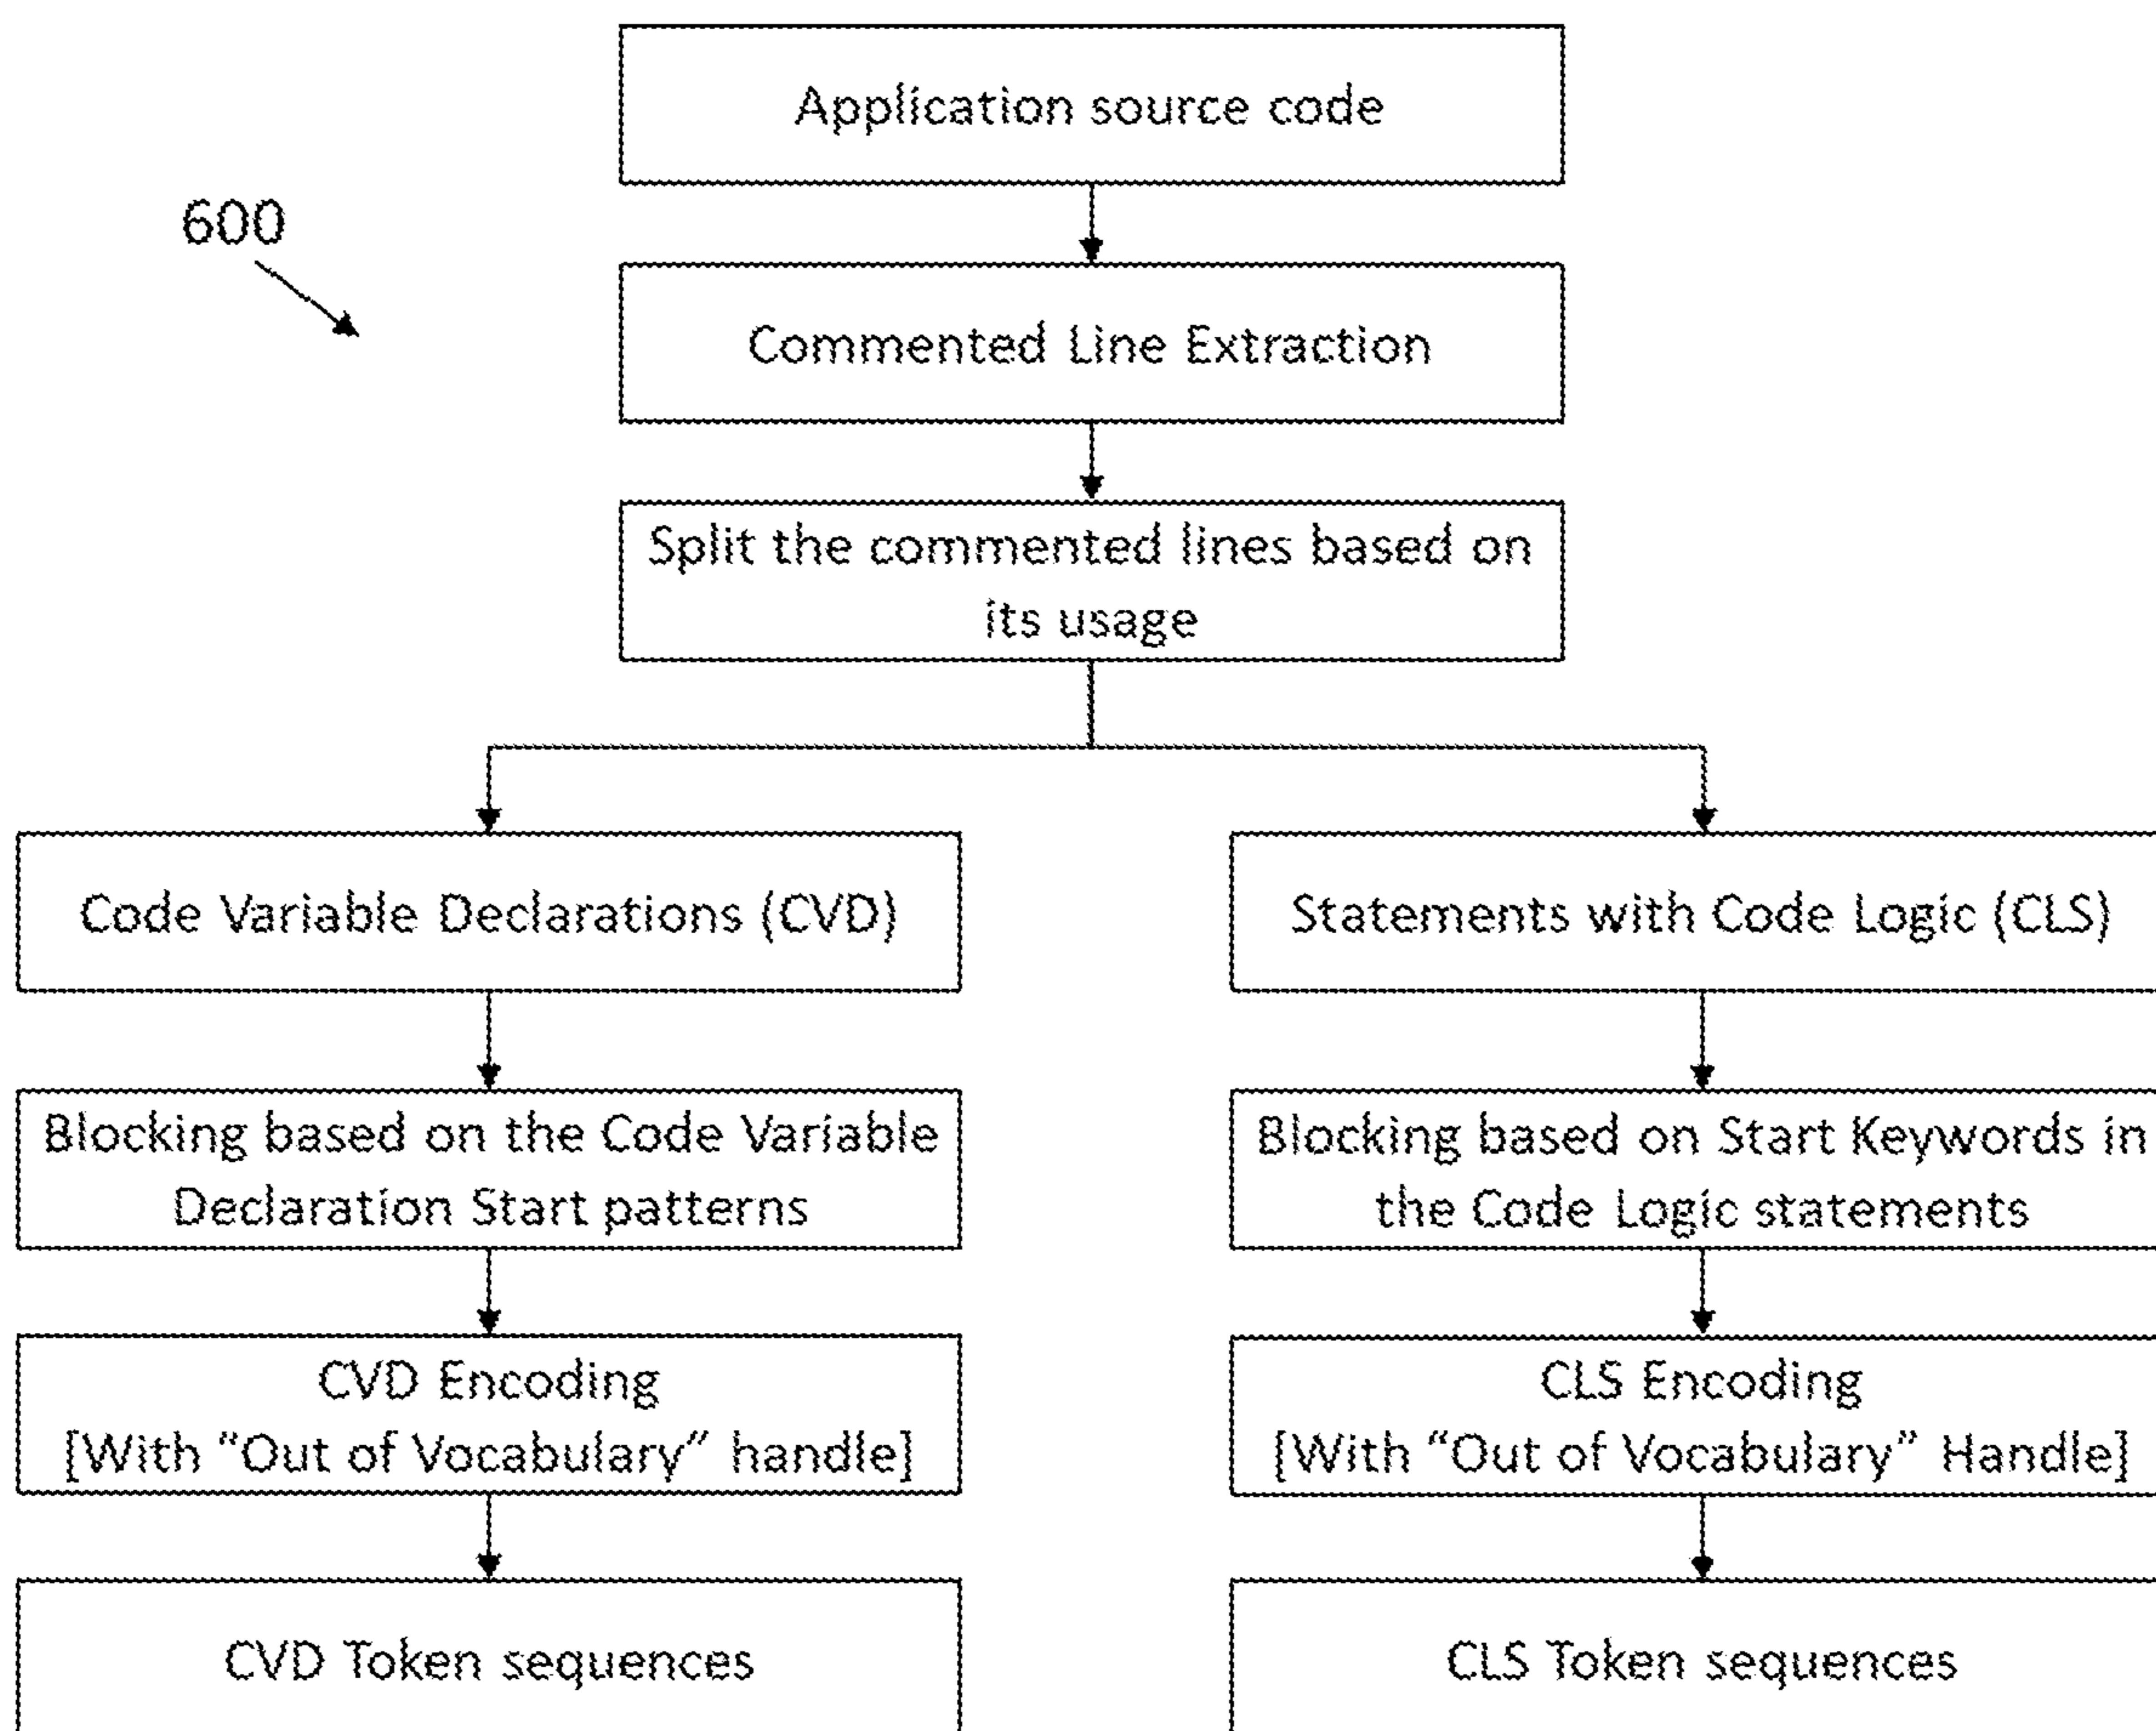 Application source code
600
Commented Line Extraction
Split the commented lines based on
its usage
Code Variable Declarations (CVD)
Statements with Code Logic (CLS)
Blocking based on the Code Variable
Declaration Start patterns
Blocking based on Start Keywords in
the Code Logic statements
CVD Encoding
[With “Out of Vocabulary” handle]
CLS Encoding
[With “Out of Vocabulary” Handle]
CVD Token sequences
CLS Token sequences